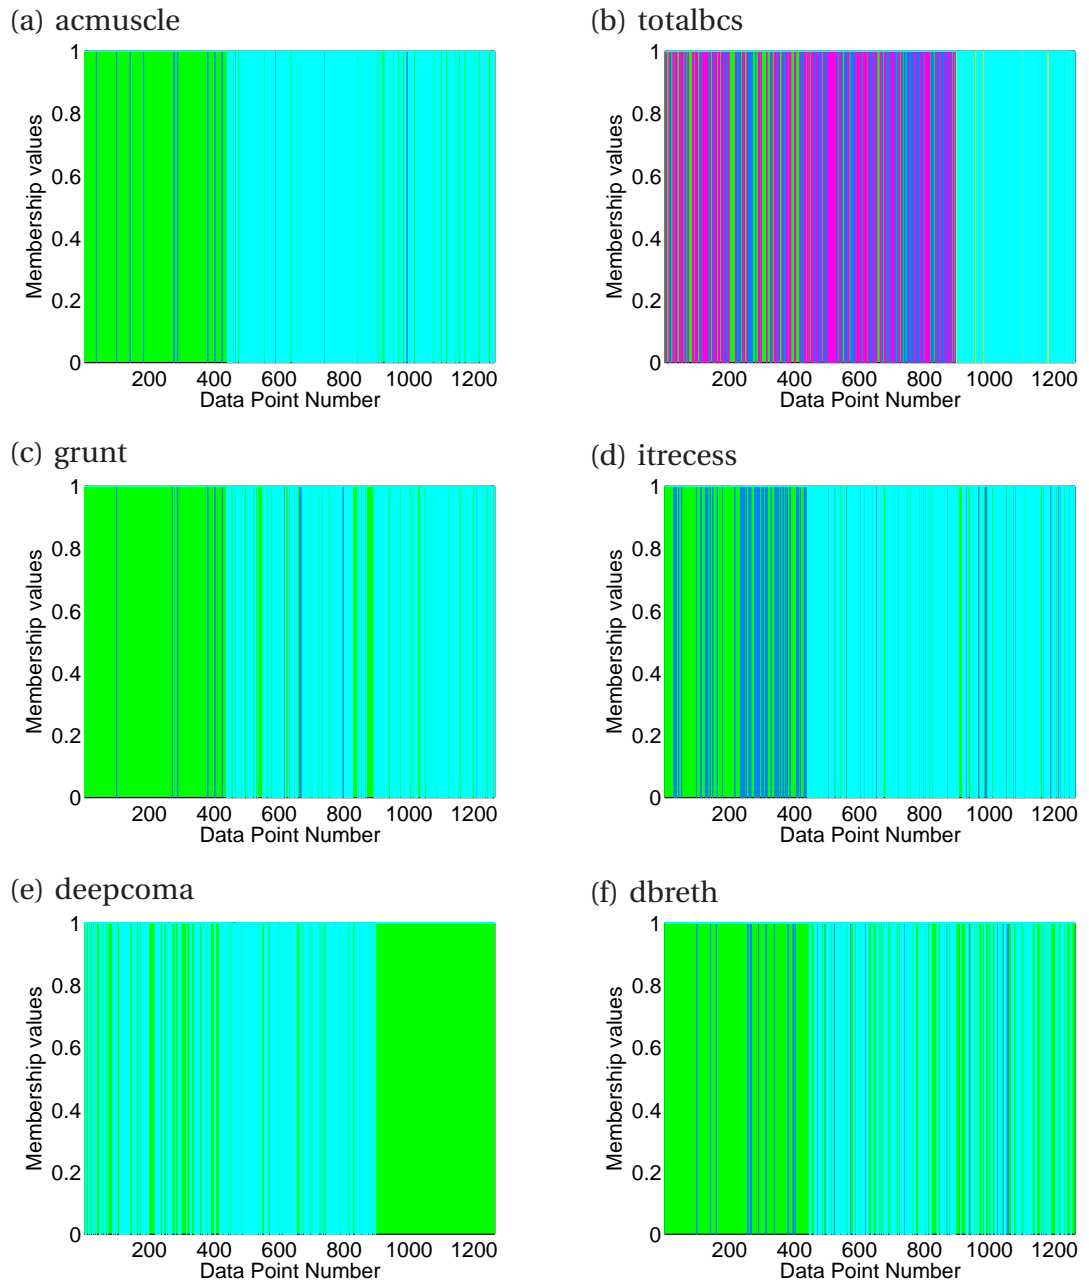 (a) acmuscle
(b) totalbcs
1
0.8
0.6
0.4
0.2
0
Membership values
200 400 600 800 1000 1200
Data Point Number
1
0.8
0.6
0.4
0.2
0
Membership values
200 400 600 800 1000 1200
Data Point Number
(c) grunt
(d) itrecess
1
0.8
0.6
0.4
0.2
0
Membership values
200 400 600 800 1000 1200
Data Point Number
1
0.8
0.6
0.4
0.2
0
Membership values
200 400 600 800 1000 1200
Data Point Number
(e) deepcoma
(f) dbreth
1
0.8
0.6
0.4
0.2
0
Membership values
200 400 600 800 1000 1200
Data Point Number
1
0.8
0.6
0.4
0.2
0
Membership values
200 400 600 800 1000 1200
Data Point Number